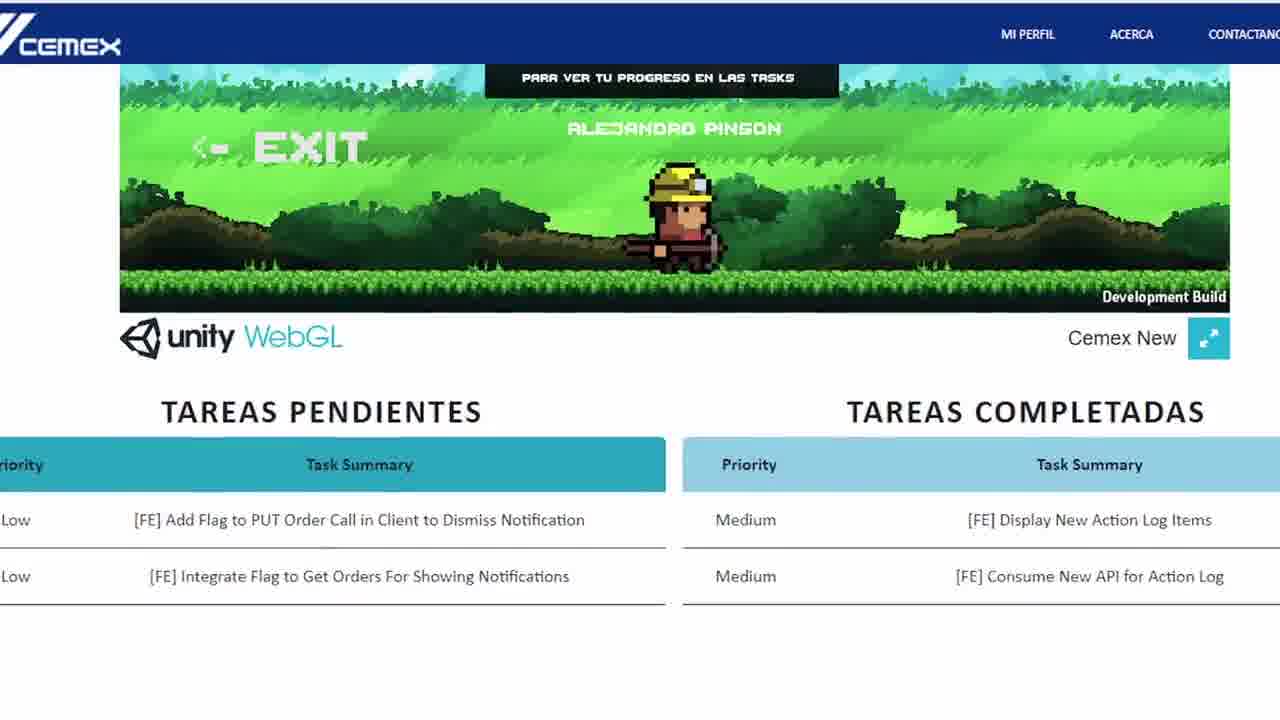 CEMEX
MI PERFIL
ACERCA
CONTACTANO
PARA VER TU PROGRESO EN LAS TASKS
<- EXIT
ALEJANDRO PINSON
Development Build
unity WebGL
Cemex New
TAREAS PENDIENTES
riority Task Summary
Low [FE] Add Flag to PUT Order Call in Client to Dismiss Notification
Low [FE] Integrate Flag to Get Orders For Showing Notifications
TAREAS COMPLETADAS
Priority Task Summary
Medium [FE] Display New Action Log Items
Medium [FE] Consume New API for Action Log